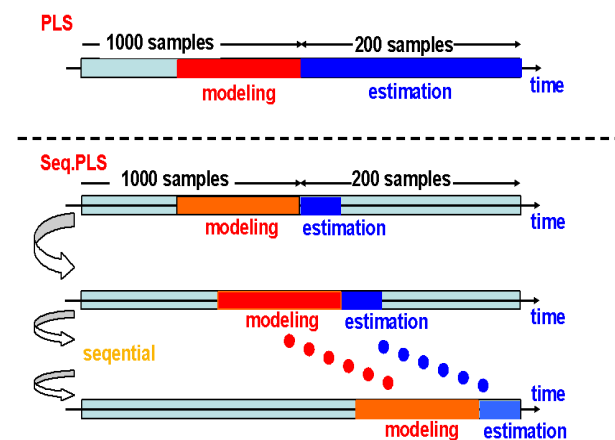 PLS
1000 samples 200 samples
modeling estimation time
Seq.PLS
1000 samples 200 samples
modeling estimation time
modeling estimation time
seqential
time
modeling estimation